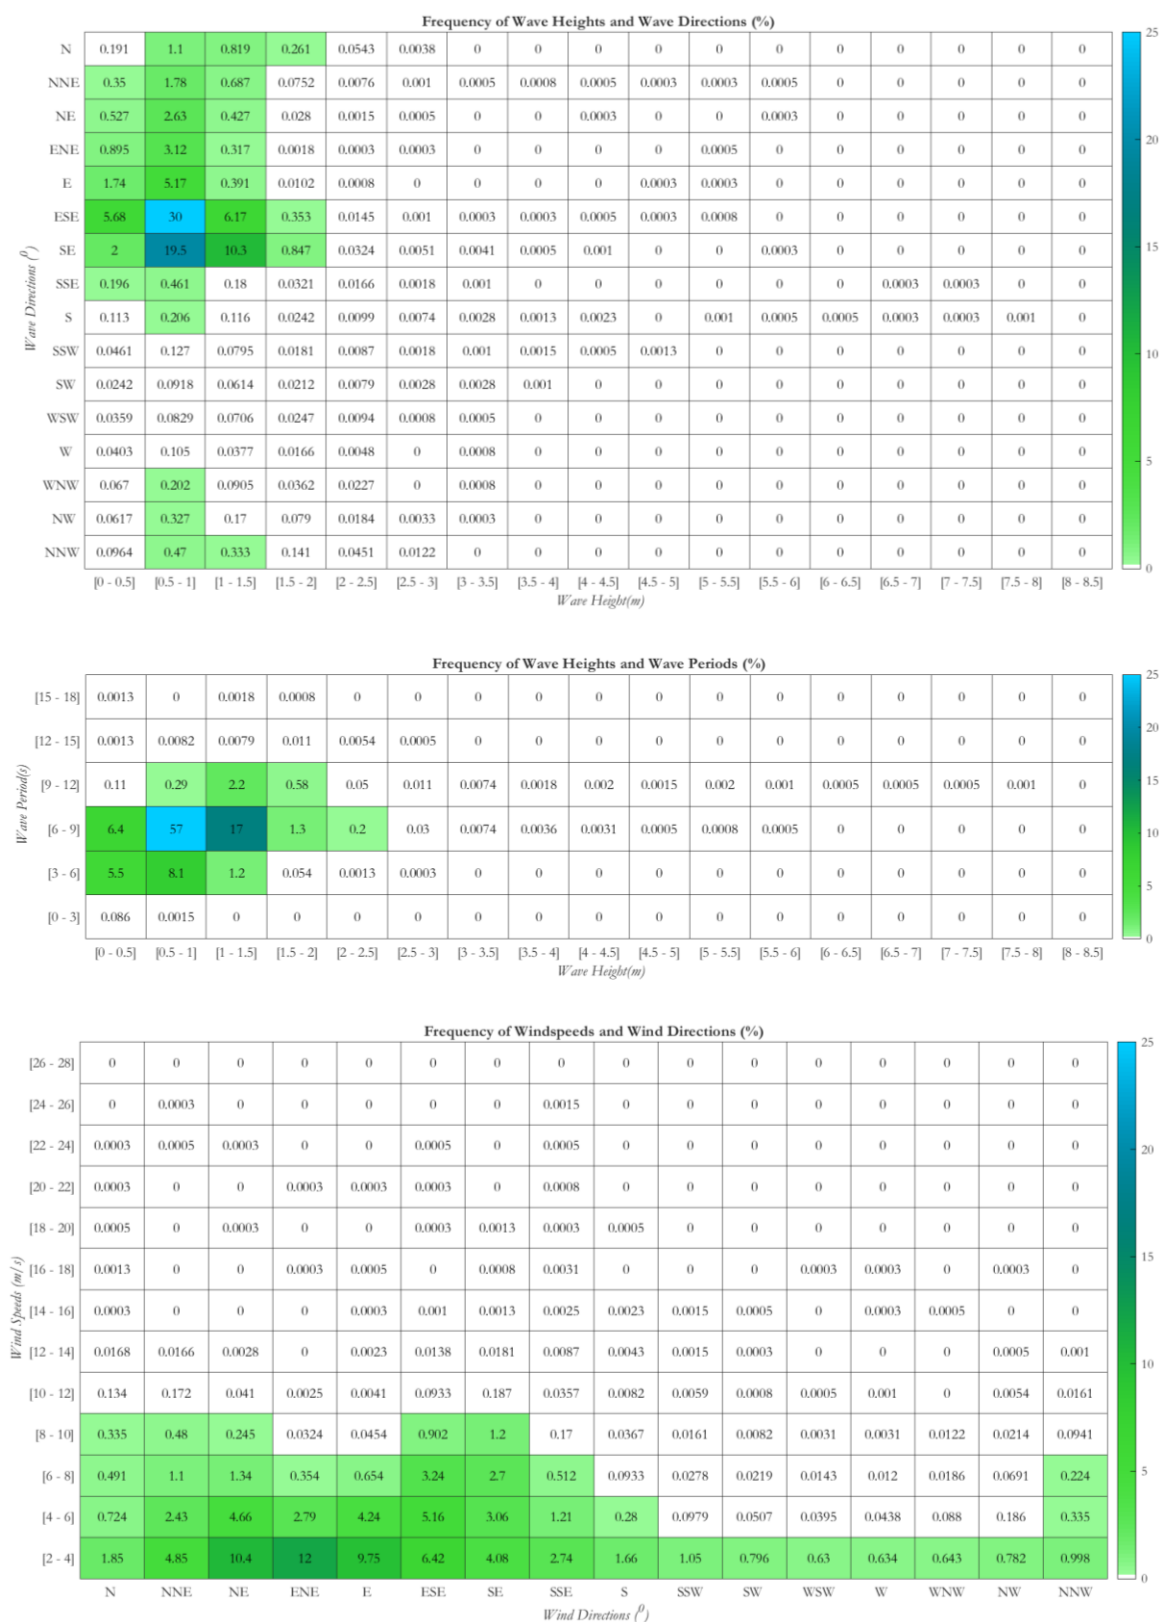 Frequency of Wave Heights and Wave Directions (%)
N 0.191 1.1 0.819 0.261 0.0543 0.0038 0 0 0 0 0 0 0 0 0 0 0
NNE 0.35 1.78 0.687 0.0752 0.0076 0.001 0.0005 0.0008 0.0005 0.0003 0.0003 0.0005 0 0 0 0 0
NE 0.527 2.63 0.427 0.028 0.0015 0.0005 0 0 0.0003 0 0 0.0003 0 0 0 0 0
ENE 0.895 3.12 0.317 0.0018 0.0003 0.0003 0 0 0 0 0.0005 0 0 0 0 0 0
E 1.74 5.17 0.391 0.0102 0.0008 0 0 0 0 0.0003 0.0003 0 0 0 0 0 0
ESE 5.68 30 6.17 0.353 0.0145 0.001 0.0003 0.0003 0.0005 0.0003 0.0008 0 0 0 0 0 0
SE 2 19.5 10.3 0.847 0.0324 0.0051 0.0041 0.0005 0.001 0 0 0.0003 0 0 0 0 0
SSE 0.196 0.461 0.18 0.0321 0.0166 0.0018 0.001 0 0 0 0 0 0 0.0003 0.0003 0 0
S 0.113 0.206 0.116 0.0242 0.0099 0.0074 0.0028 0.0013 0.0023 0 0.001 0.0005 0.0005 0.0003 0.0003 0.001 0
SSW 0.0461 0.127 0.0795 0.0181 0.0087 0.0018 0.001 0.0015 0.0005 0.0013 0 0 0 0 0 0 0
SW 0.0242 0.0918 0.0614 0.0212 0.0079 0.0028 0.0028 0.001 0 0 0 0 0 0 0 0 0
WSW 0.0359 0.0829 0.0706 0.0247 0.0094 0.0008 0.0005 0 0 0 0 0 0 0 0 0 0
W 0.0403 0.105 0.0377 0.0166 0.0048 0 0.0008 0 0 0 0 0 0 0 0 0 0
WNW 0.067 0.202 0.0905 0.0362 0.0227 0 0.0008 0 0 0 0 0 0 0 0 0 0
NW 0.0617 0.327 0.17 0.079 0.0184 0.0033 0.0003 0 0 0 0 0 0 0 0 0 0
NNW 0.0964 0.47 0.333 0.141 0.0451 0.0122 0 0 0 0 0 0 0 0 0 0 0
[0 - 0.5] [0.5 - 1] [1 - 1.5] [1.5 - 2] [2 - 2.5] [2.5 - 3] [3 - 3.5] [3.5 - 4] [4 - 4.5] [4.5 - 5] [5 - 5.5] [5.5 - 6] [6 - 6.5] [6.5 - 7] [7 - 7.5] [7.5 - 8] [8 - 8.5]
Wave Height(m)
Wave Directions (⁰)
25
20
15
10
5
0
Frequency of Wave Heights and Wave Periods (%)
[15 - 18] 0.0013 0 0.0018 0.0008 0 0 0 0 0 0 0 0 0 0 0 0 0
[12 - 15] 0.0013 0.0082 0.0079 0.011 0.0054 0.0005 0 0 0 0 0 0 0 0 0 0 0
[9 - 12] 0.11 0.29 2.2 0.58 0.05 0.011 0.0074 0.0018 0.002 0.0015 0.002 0.001 0.0005 0.0005 0.0005 0.001 0
[6 - 9] 6.4 57 17 1.3 0.2 0.03 0.0074 0.0036 0.0031 0.0005 0.0008 0.0005 0 0 0 0 0
[3 - 6] 5.5 8.1 1.2 0.054 0.0013 0.0003 0 0 0 0 0 0 0 0 0 0 0
[0 - 3] 0.086 0.0015 0 0 0 0 0 0 0 0 0 0 0 0 0 0 0
[0 - 0.5] [0.5 - 1] [1 - 1.5] [1.5 - 2] [2 - 2.5] [2.5 - 3] [3 - 3.5] [3.5 - 4] [4 - 4.5] [4.5 - 5] [5 - 5.5] [5.5 - 6] [6 - 6.5] [6.5 - 7] [7 - 7.5] [7.5 - 8] [8 - 8.5]
Wave Height(m)
Wave Period(s)
25
20
15
10
5
0
Frequency of Windspeeds and Wind Directions (%)
[26 - 28] 0 0 0 0 0 0 0 0 0 0 0 0 0 0 0 0
[24 - 26] 0 0.0003 0 0 0 0 0 0.0015 0 0 0 0 0 0 0 0
[22 - 24] 0.0003 0.0005 0.0003 0 0 0.0005 0 0.0005 0 0 0 0 0 0 0 0
[20 - 22] 0.0003 0 0 0.0003 0.0003 0.0003 0 0.0008 0 0 0 0 0 0 0 0
[18 - 20] 0.0005 0 0.0003 0 0 0.0003 0.0013 0.0003 0.0005 0 0 0 0 0 0 0
[16 - 18] 0.0013 0 0 0.0003 0.0005 0 0.0008 0.0031 0 0 0 0.0003 0.0003 0 0.0003 0
[14 - 16] 0.0003 0 0 0 0.0003 0.001 0.0013 0.0025 0.0023 0.0015 0.0005 0 0.0003 0.0005 0 0
[12 - 14] 0.0168 0.0166 0.0028 0 0.0023 0.0138 0.0181 0.0087 0.0043 0.0015 0.0003 0 0 0 0.0005 0.001
[10 - 12] 0.134 0.172 0.041 0.0025 0.0041 0.0933 0.187 0.0357 0.0082 0.0059 0.0008 0.0005 0.001 0 0.0054 0.0161
[8 - 10] 0.335 0.48 0.245 0.0324 0.0454 0.902 1.2 0.17 0.0367 0.0161 0.0082 0.0031 0.0031 0.0122 0.0214 0.0941
[6 - 8] 0.491 1.1 1.34 0.354 0.654 3.24 2.7 0.512 0.0933 0.0278 0.0219 0.0143 0.012 0.0186 0.0691 0.224
[4 - 6] 0.724 2.43 4.66 2.79 4.24 5.16 3.06 1.21 0.28 0.0979 0.0507 0.0395 0.0438 0.088 0.186 0.335
[2 - 4] 1.85 4.85 10.4 12 9.75 6.42 4.08 2.74 1.66 1.05 0.796 0.63 0.634 0.643 0.782 0.998
N NNE NE ENE E ESE SE SSE S SSW SW WSW W WNW NW NNW
Wind Directions (⁰)
Wind Speeds (m/s)
25
20
15
10
5
0